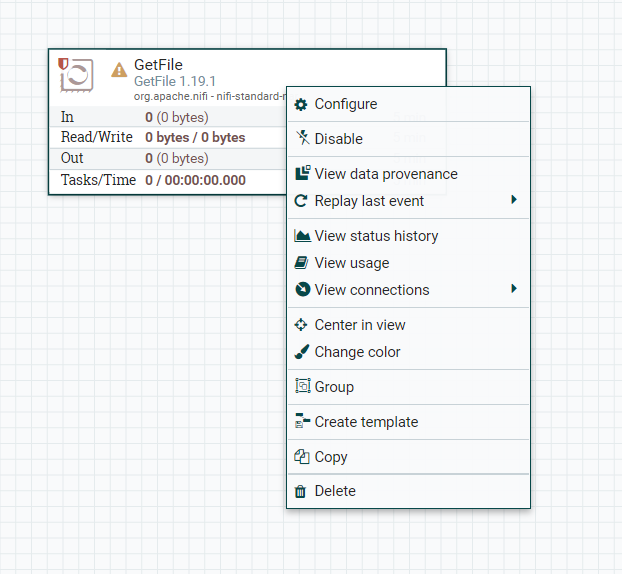 GetFile
GetFile 1.19.1
org.apache.nifi - nifi-standard-
In 0 (0 bytes)
Read/Write 0 bytes / 0 bytes
Out 0 (0 bytes)
Tasks/Time 0 / 00:00:00.000
Configure
Disable
View data provenance
Replay last event
View status history
View usage
View connections
Center in view
Change color
Group
Create template
Copy
Delete